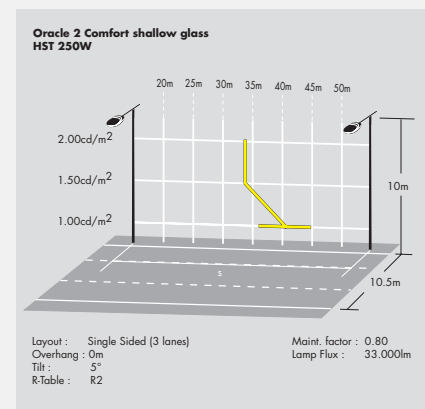 Oracle 2 Comfort shallow glass
HST 250W
20m 25m 30m 35m 40m 45m 50m
2.00cd/m2
1.50cd/m2
1.00cd/m2
10m
s
10.5m
Layout : Single Sided (3 lanes)
Overhang : 0m
Tilt : 5°
R-Table : R2
Maint. factor : 0.80
Lamp Flux : 33.000lm